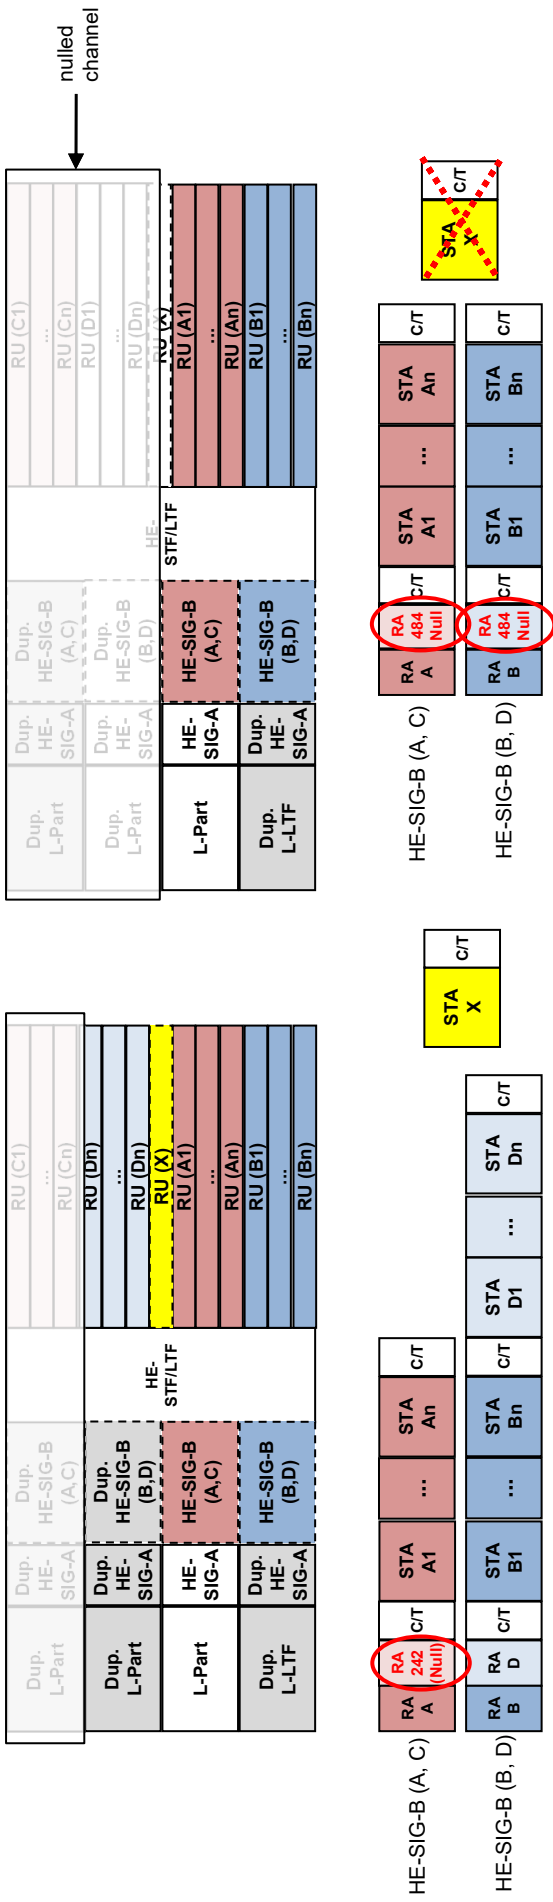 Dup.
L-Part
Dup.
HE-
SIG-A
Dup.
HE-SIG-B
(A,C)
RU (C1)
...
RU (Cn)
Dup.
L-Part
Dup.
HE-
SIG-A
Dup.
HE-SIG-B
(B,D)
HE-
STF/LTF
RU (Dn)
...
RU (Dn)
RU (X)
L-Part
HE-
SIG-A
HE-SIG-B
(A,C)
RU (A1)
...
RU (An)
Dup.
L-LTF
Dup.
HE-
SIG-A
HE-SIG-B
(B,D)
RU (B1)
...
RU (Bn)
HE-SIG-B (A, C)
RA
A
RA
242
(Null)
C/T
STA
A1
...
STA
An
C/T
STA
X
C/T
HE-SIG-B (B, D)
RA
B
RA
D
C/T
STA
B1
...
STA
Bn
C/T
STA
D1
...
STA
Dn
C/T
Dup.
L-Part
Dup.
HE-
SIG-A
Dup.
HE-SIG-B
(A,C)
RU (C1)
...
RU (Cn)
nulled
channel
Dup.
L-Part
Dup.
HE-
SIG-A
Dup.
HE-SIG-B
(B,D)
HE-
STF/LTF
RU (D1)
...
RU (Dn)
RU (X)
L-Part
HE-
SIG-A
HE-SIG-B
(A,C)
RU (A1)
...
RU (An)
Dup.
L-LTF
Dup.
HE-
SIG-A
HE-SIG-B
(B,D)
RU (B1)
...
RU (Bn)
HE-SIG-B (A, C)
RA
A
RA
484
Null
C/T
STA
A1
...
STA
An
C/T
STA
X
C/T
HE-SIG-B (B, D)
RA
B
RA
484
Null
C/T
STA
B1
...
STA
Bn
C/T